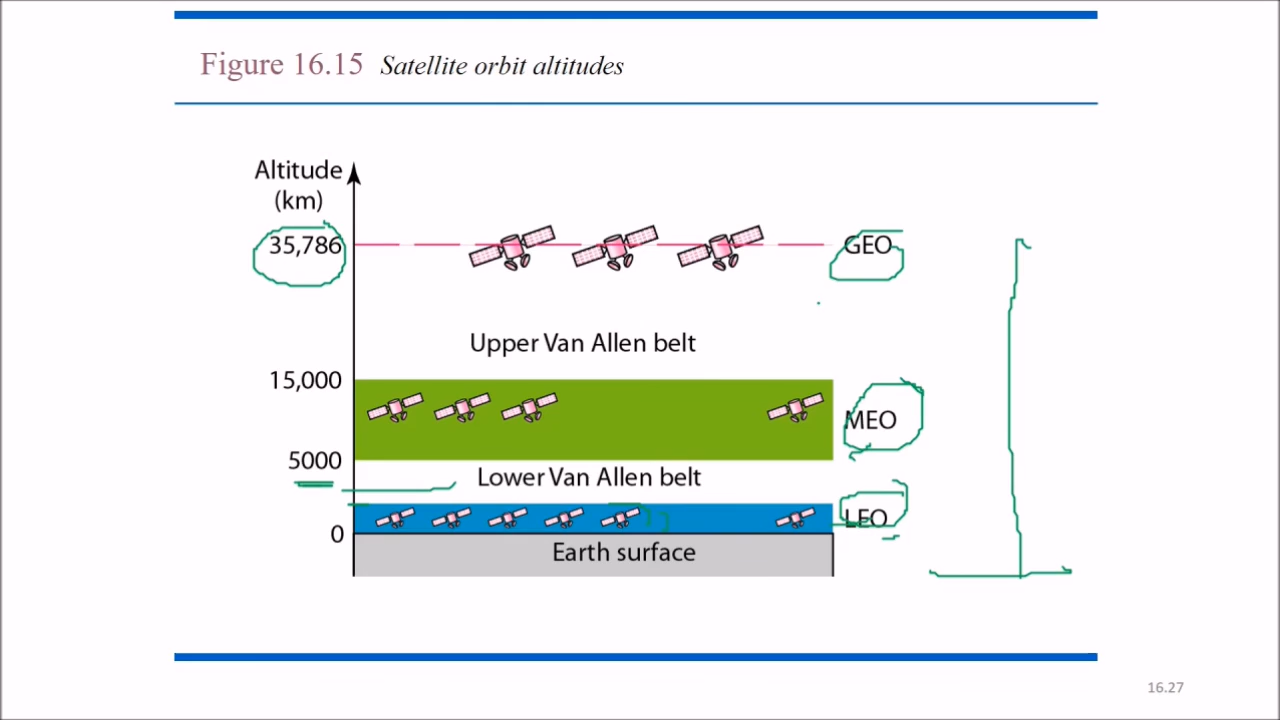 Figure 16.15 Satellite orbit altitudes
Altitude
(km)
35,786
GEO
Upper Van Allen belt
15,000
MEO
5000
Lower Van Allen belt
LEO
0
Earth surface
16.27